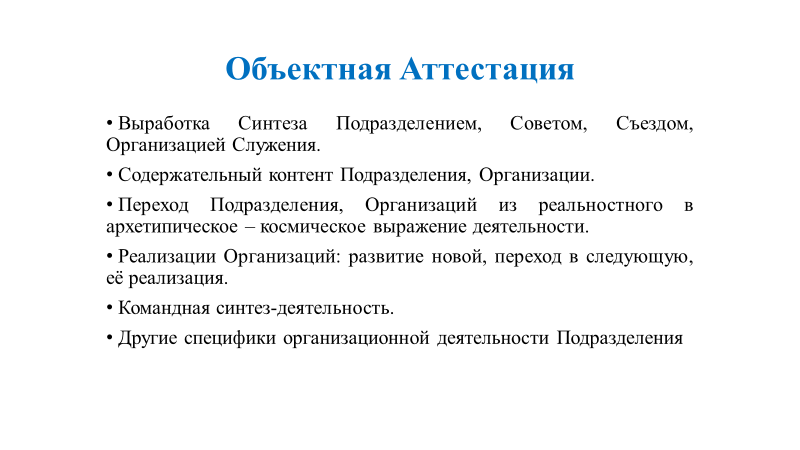 Объектная Аттестация
• Выработка Синтеза Подразделением, Советом, Съездом,
Организацией Служения.
• Содержательный контент Подразделения, Организации.
• Переход Подразделения, Организаций из реальностного в
архетипическое – космическое выражение деятельности.
• Реализации Организаций: развитие новой, переход в следующую,
её реализация.
• Командная синтез-деятельность.
• Другие специфики организационной деятельности Подразделения